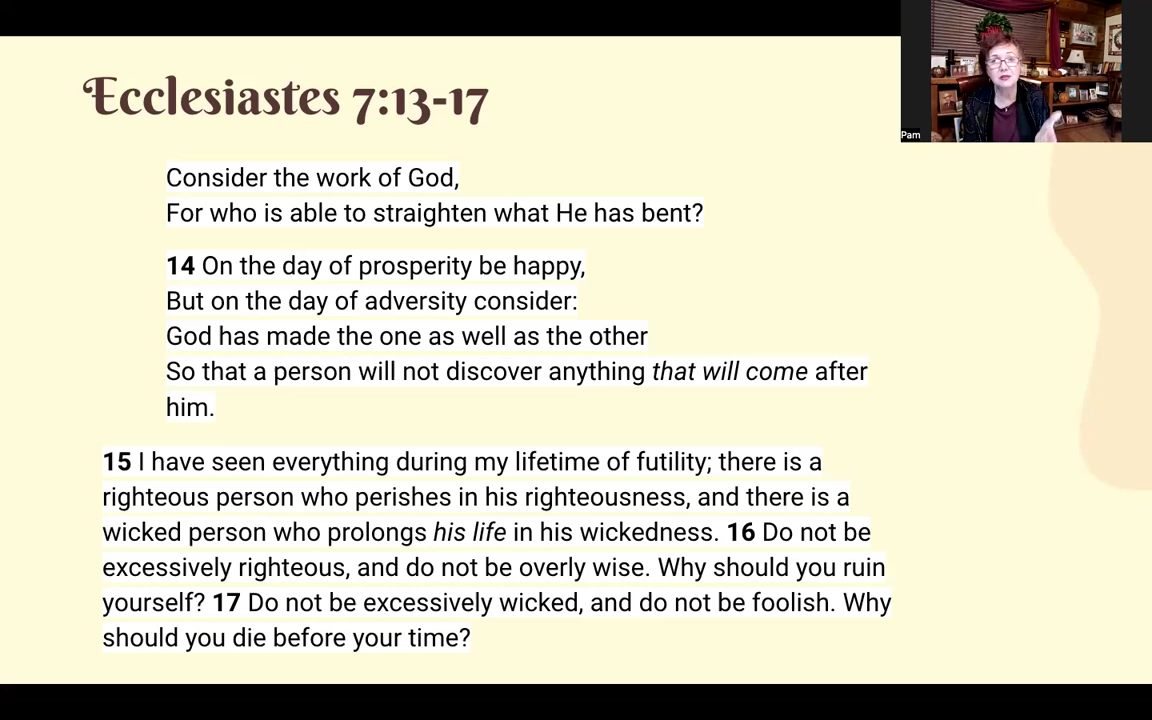 Ecclesiastes 7:13-17
Pam
Consider the work of God,
For who is able to straighten what He has bent?
14 On the day of prosperity be happy,
But on the day of adversity consider:
God has made the one as well as the other
So that a person will not discover anything that will come after
him.
15 I have seen everything during my lifetime of futility; there is a
righteous person who perishes in his righteousness, and there is a
wicked person who prolongs his life in his wickedness. 16 Do not be
excessively righteous, and do not be overly wise. Why should you ruin
yourself? 17 Do not be excessively wicked, and do not be foolish. Why
should you die before your time?